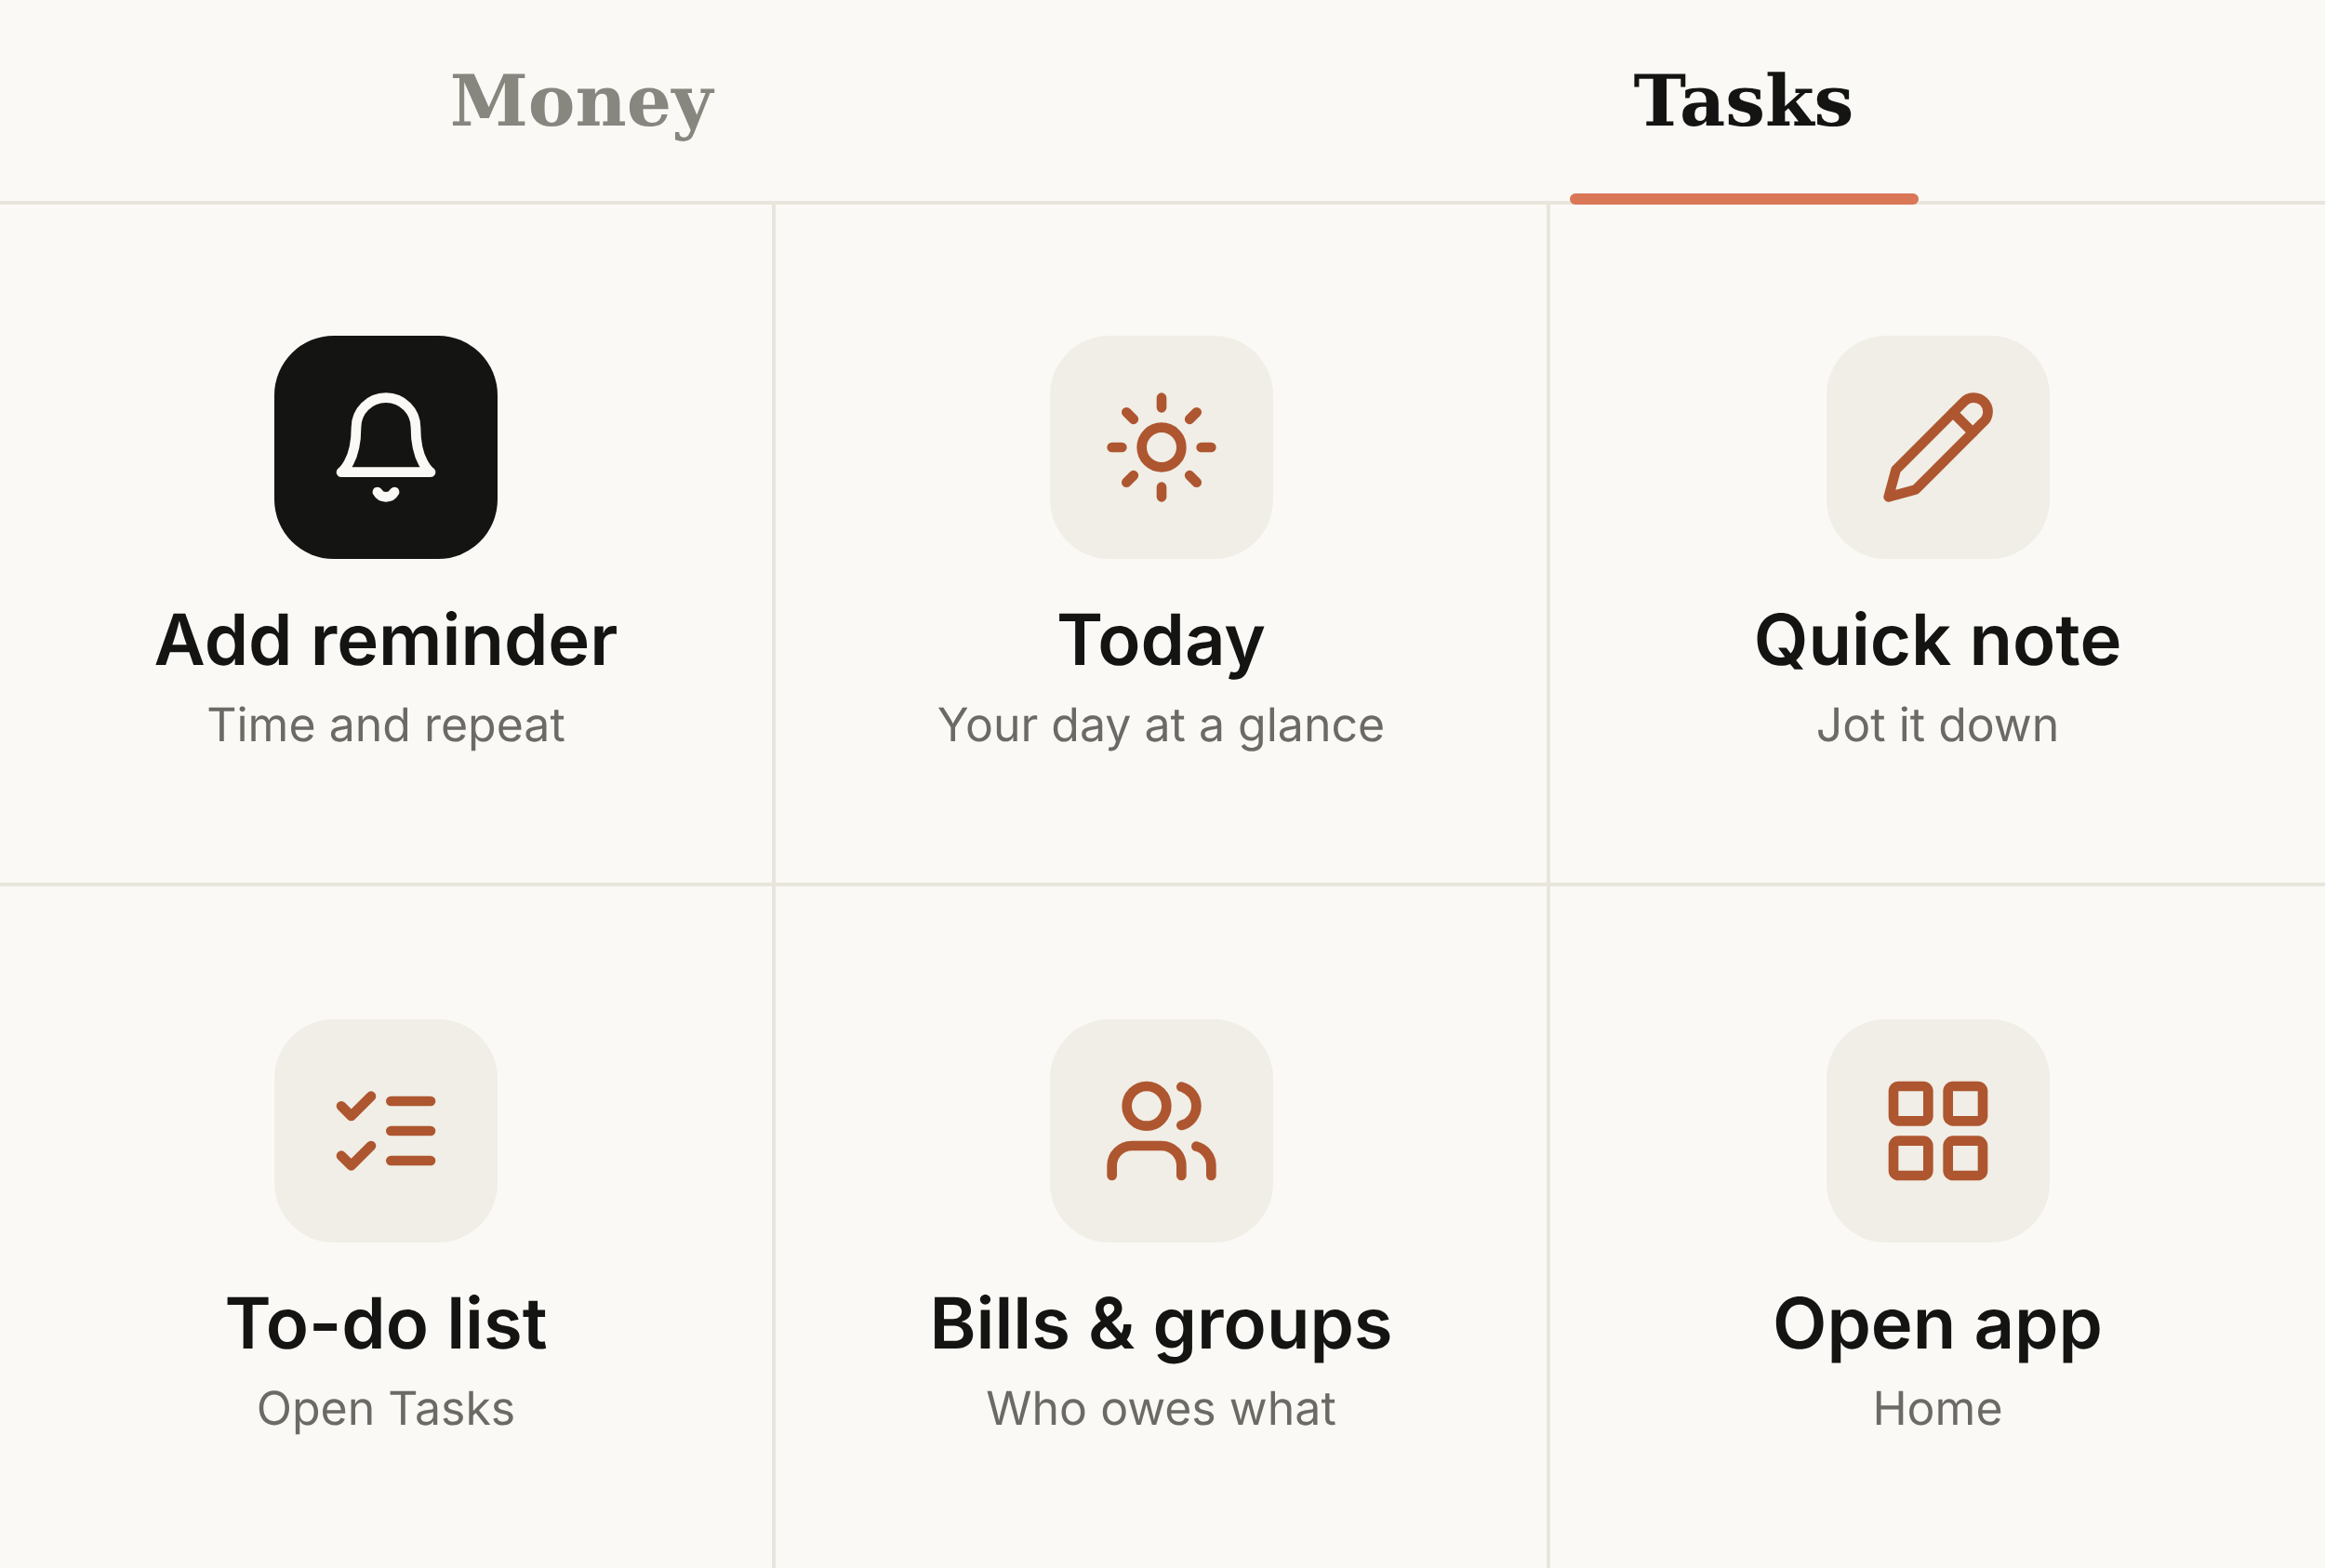 Money
Tasks
Add reminder
Time and repeat
Today
Your day at a glance
Quick note
Jot it down
To-do list
Open Tasks
Bills & groups
Who owes what
Open app
Home